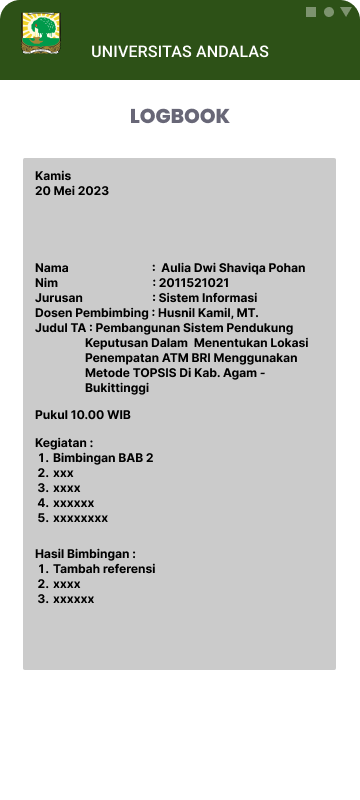 UNIVERSITAS ANDALAS
LOGBOOK
Kamis
20 Mei 2023
Nama : Aulia Dwi Shaviqa Pohan
Nim : 2011521021
Jurusan : Sistem Informasi
Dosen Pembimbing : Husnil Kamil, MT.
Judul TA : Pembangunan Sistem Pendukung
Keputusan Dalam Menentukan Lokasi
Penempatan ATM BRI Menggunakan
Metode TOPSIS Di Kab. Agam -
Bukittinggi
Pukul 10.00 WIB
Kegiatan :
1. Bimbingan BAB 2
2. xxx
3. xxxx
4. xxxxxx
5. xxxxxxxx
Hasil Bimbingan :
1. Tambah referensi
2. xxxx
3. xxxxxx